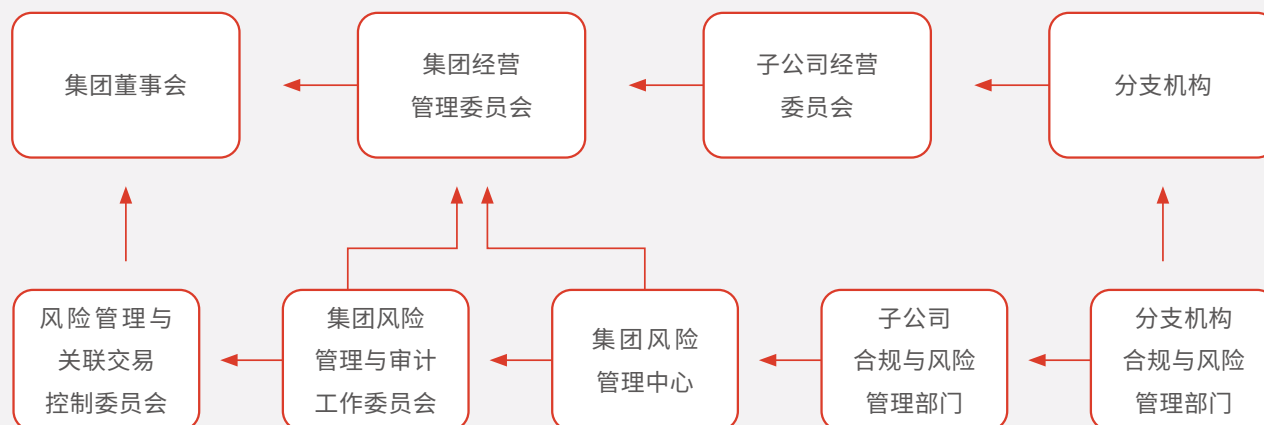 集团董事会
集团经营
管理委员会
子公司经营
委员会
分支机构
风险管理与
关联交易
控制委员会
集团风险
管理与审计
工作委员会
集团风险
管理中心
子公司
合规与风险
管理部门
分支机构
合规与风险
管理部门